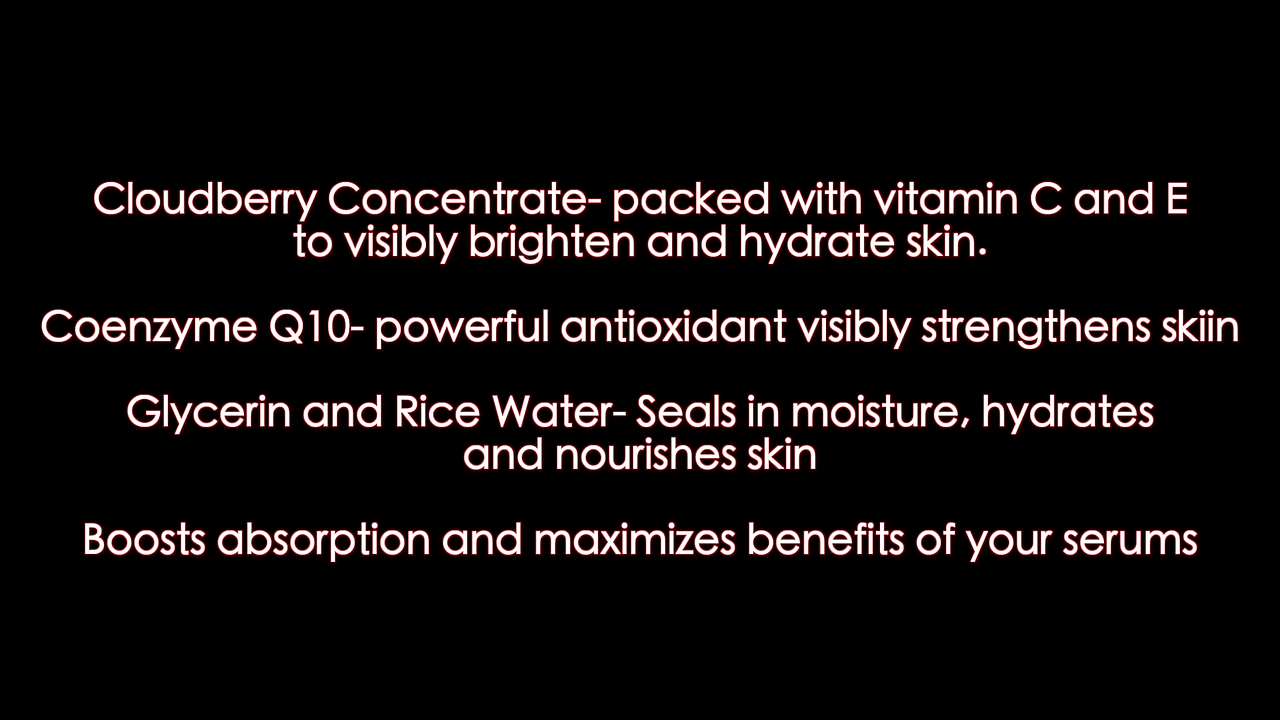 Cloudberry Concentrate- packed with vitamin C and E
to visibly brighten and hydrate skin.
Coenzyme Q10- powerful antioxidant visibly strengthens skiin
Glycerin and Rice Water- Seals in moisture, hydrates
and nourishes skin
Boosts absorption and maximizes benefits of your serums